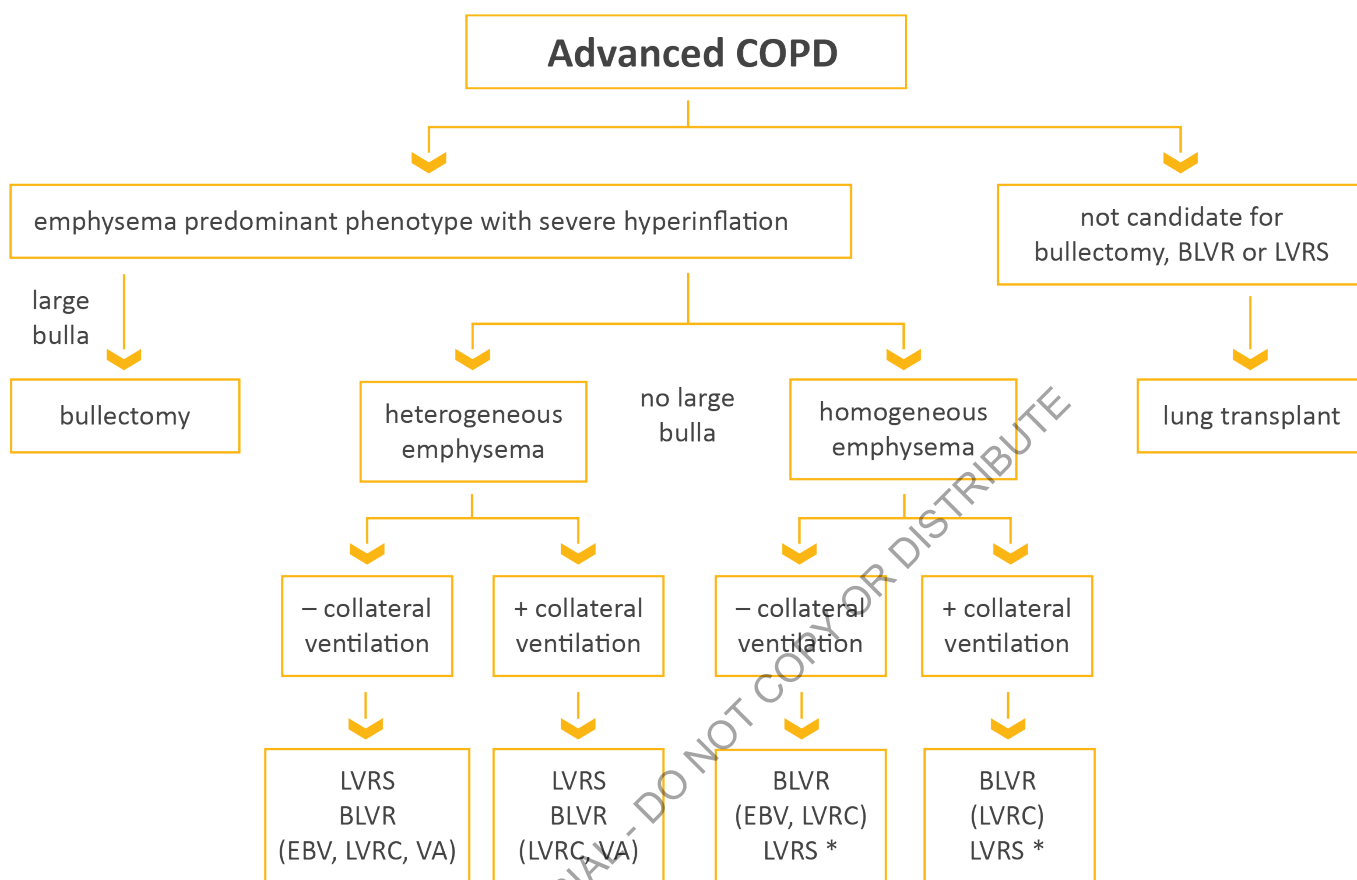 Advanced COPD
emphysema predominant phenotype with severe hyperinflation
not candidate for
bullectomy, BLVR or LVRS
large
bulla
bullectomy
heterogeneous
emphysema
no large
bulla
homogeneous
emphysema
lung transplant
– collateral
ventilation
+ collateral
ventilation
– collateral
ventilation
+ collateral
ventilation
LVRS
BLVR
(EBV, LVRC, VA)
LVRS
BLVR
(LVRC, VA)
BLVR
(EBV, LVRC)
LVRS *
BLVR
(LVRC)
LVRS *
- DO NOT COPY OR DISTRIBUTE